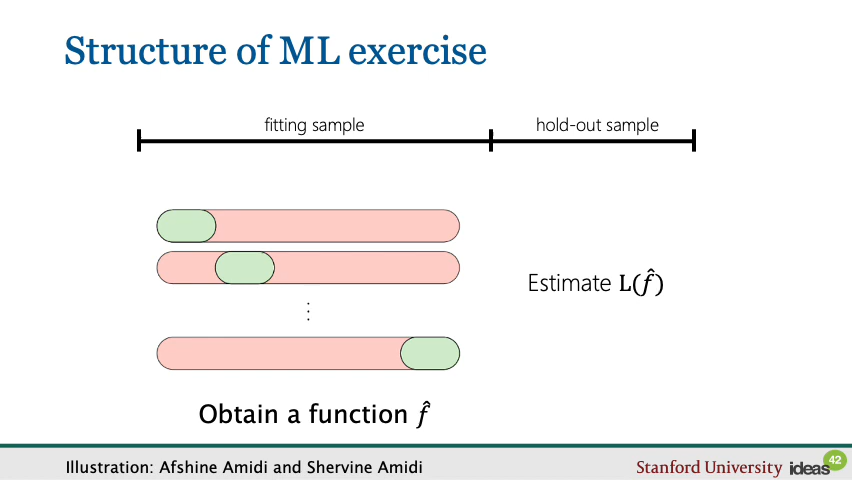 Structure of ML exercise
fitting sample
hold-out sample
⋮
Estimate L(f̂)
Obtain a function f̂
Illustration: Afshine Amidi and Shervine Amidi
Stanford University
ideas 42